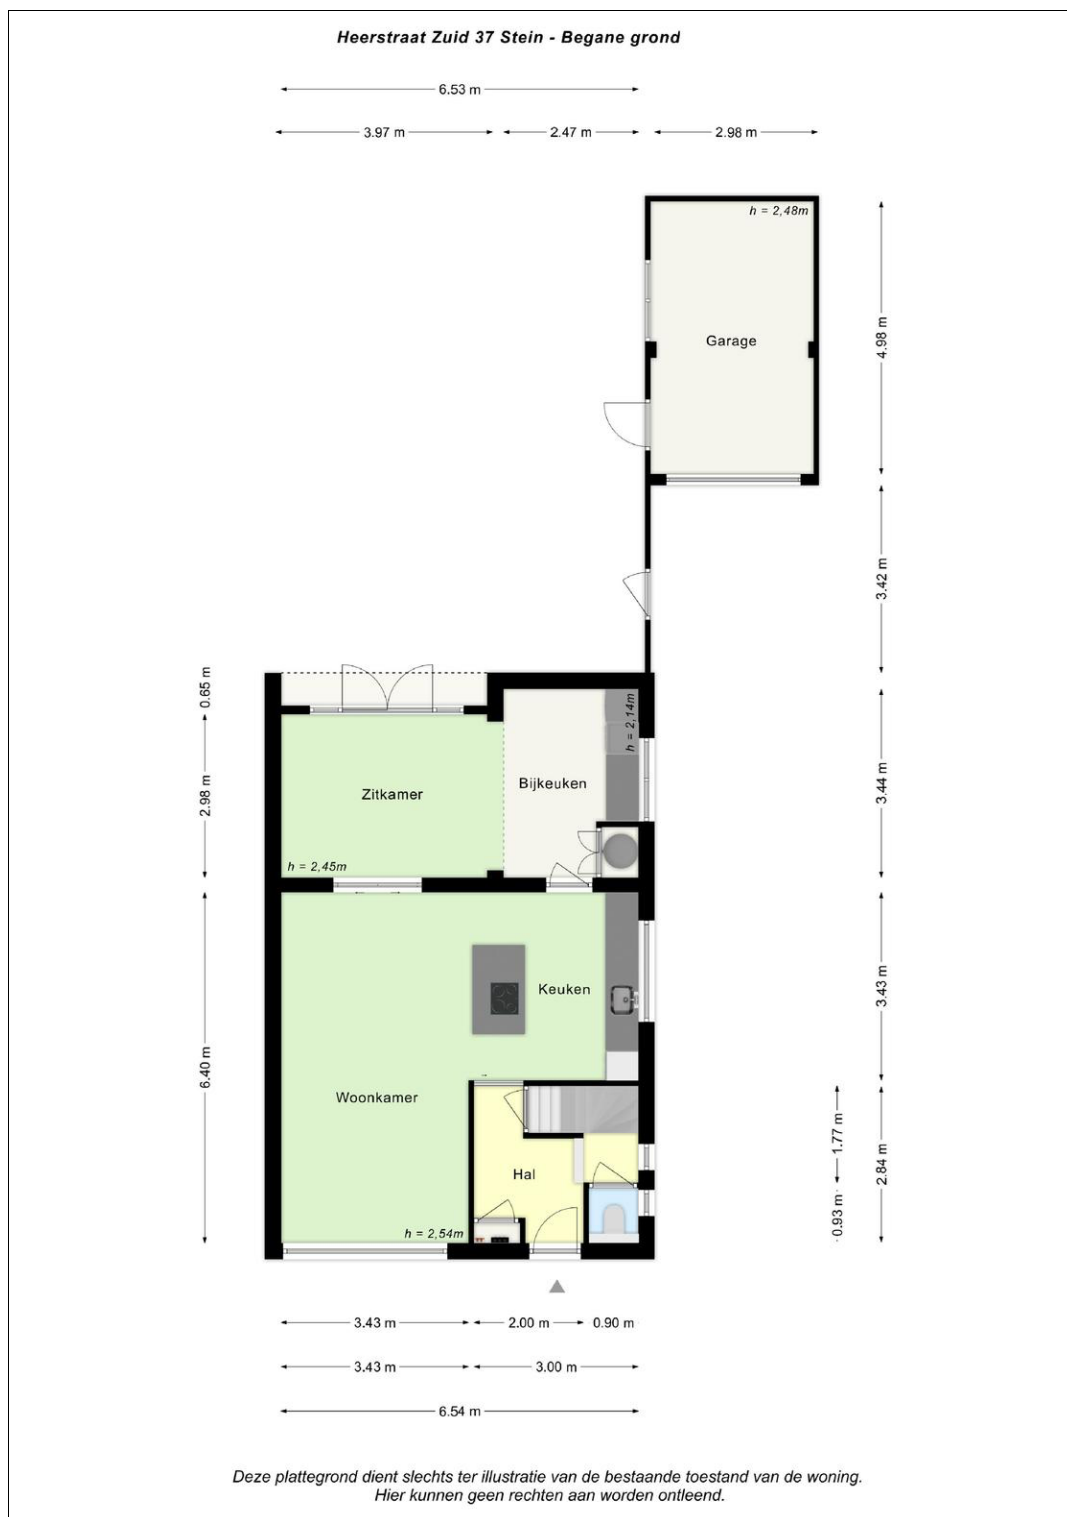 Heerstraat Zuid 37 Stein - Begane grond
6.53 m
3.97 m
2.47 m
2.98 m
h = 2,48m
Garage
4.98 m
3.42 m
0.65 m
h = 2,14m
Bijkeuken
Zitkamer
2.98 m
3.44 m
h = 2,45m
Keuken
3.43 m
6.40 m
Woonkamer
1.77 m
2.84 m
Hal
0.93 m
h = 2,54m
3.43 m
2.00 m
0.90 m
3.43 m
3.00 m
6.54 m
Deze plattegrond dient slechts ter illustratie van de bestaande toestand van de woning.
Hier kunnen geen rechten aan worden ontleend.